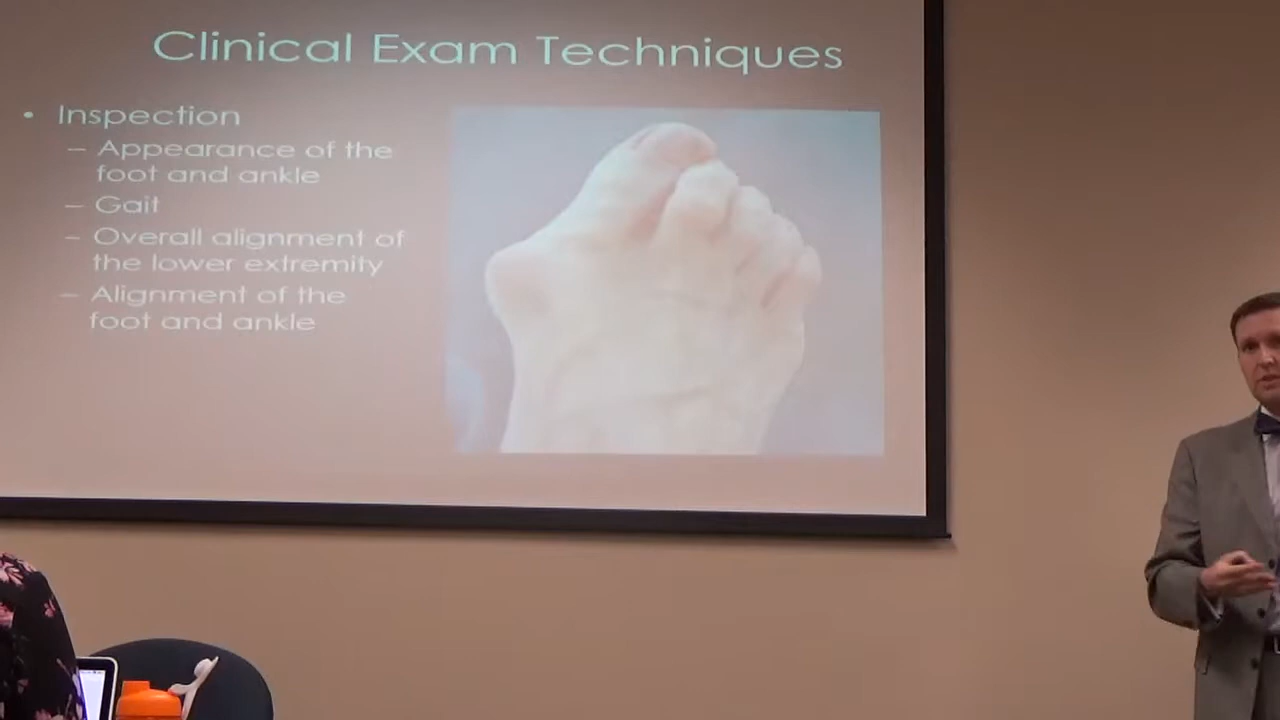 Clinical Exam Techniques
• Inspection
– Appearance of the
foot and ankle
– Gait
– Overall alignment of
the lower extremity
– Alignment of the
foot and ankle